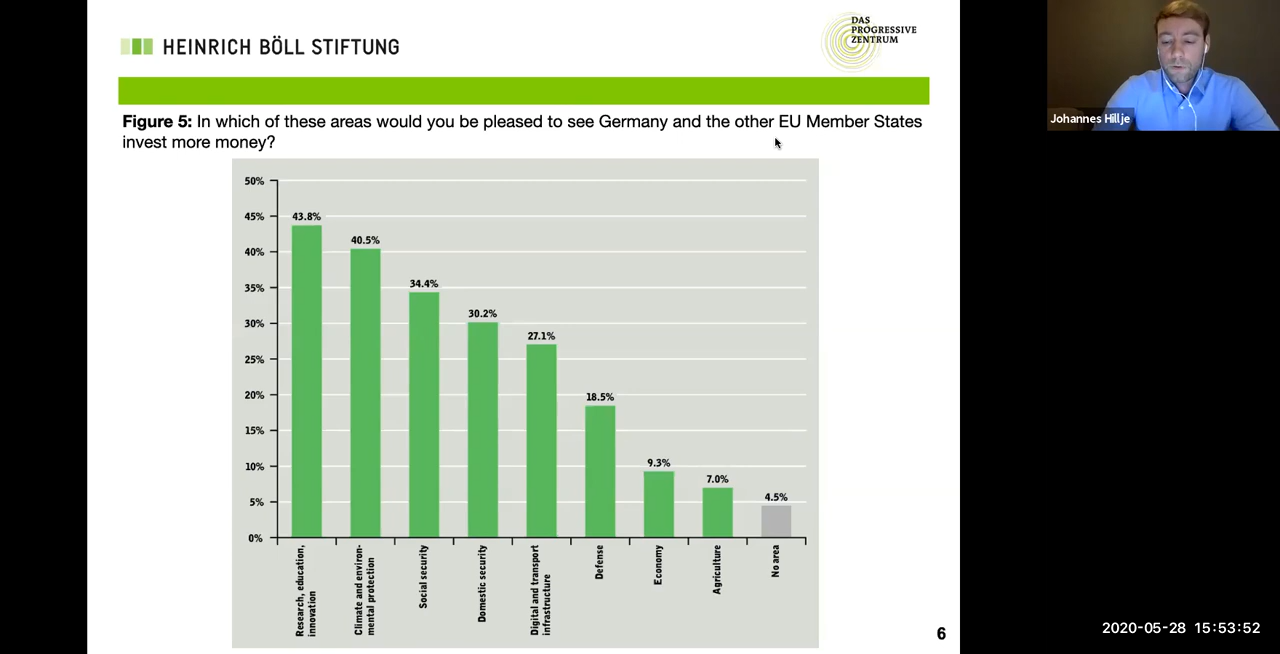 HEINRICH BÖLL STIFTUNG
DAS
PROGRESSIVE
ZENTRUM
Figure 5: In which of these areas would you be pleased to see Germany and the other EU Member States
invest more money?
50%
45%
40%
35%
30%
25%
20%
15%
10%
5%
0%
43.8%
40.5%
34.4%
30.2%
27.1%
18.5%
9.3%
7.0%
4.5%
Research, education,
innovation
Climate and environ-
mental protection
Social security
Domestic security
Digital and transport
infrastructure
Defense
Economy
Agriculture
No area
6
Johannes Hillje
2020-05-28 15:53:52